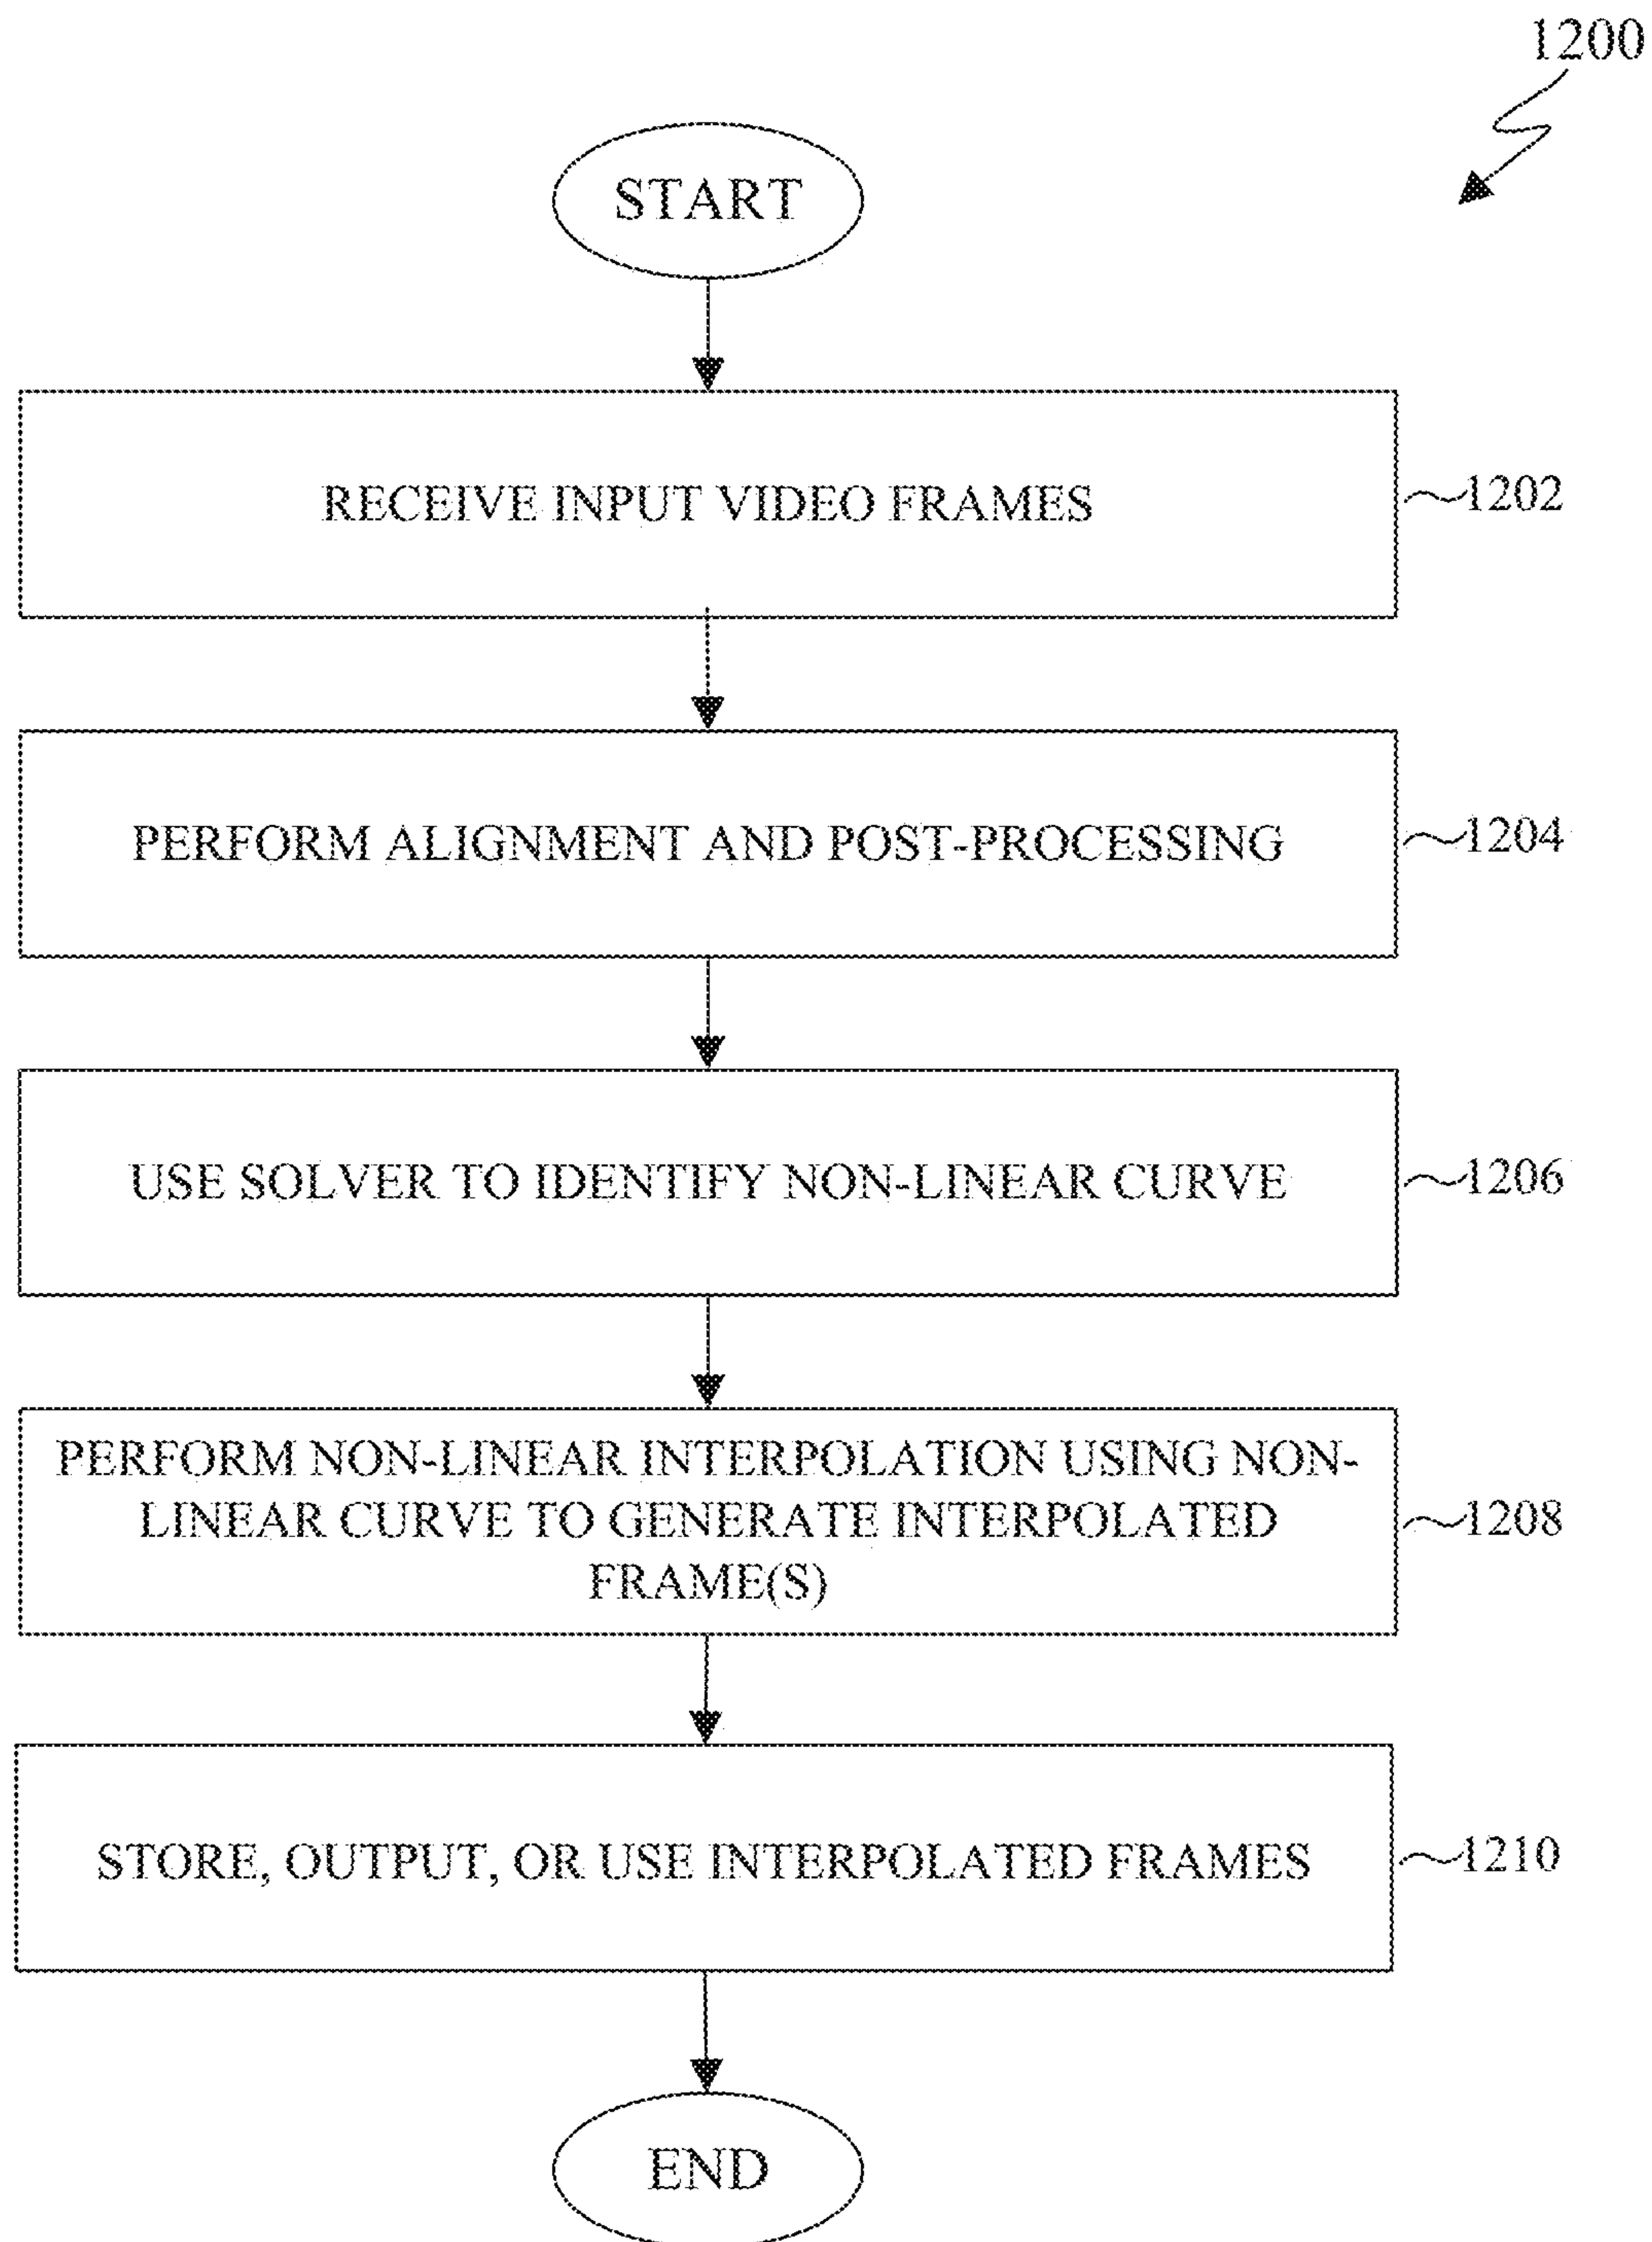 1200
START
RECEIVE INPUT VIDEO FRAMES
1202
PERFORM ALIGNMENT AND POST-PROCESSING
1204
USE SOLVER TO IDENTIFY NON-LINEAR CURVE
1206
PERFORM NON-LINEAR INTERPOLATION USING NON-
LINEAR CURVE TO GENERATE INTERPOLATED
FRAME(S)
1208
STORE, OUTPUT, OR USE INTERPOLATED FRAMES
1210
END